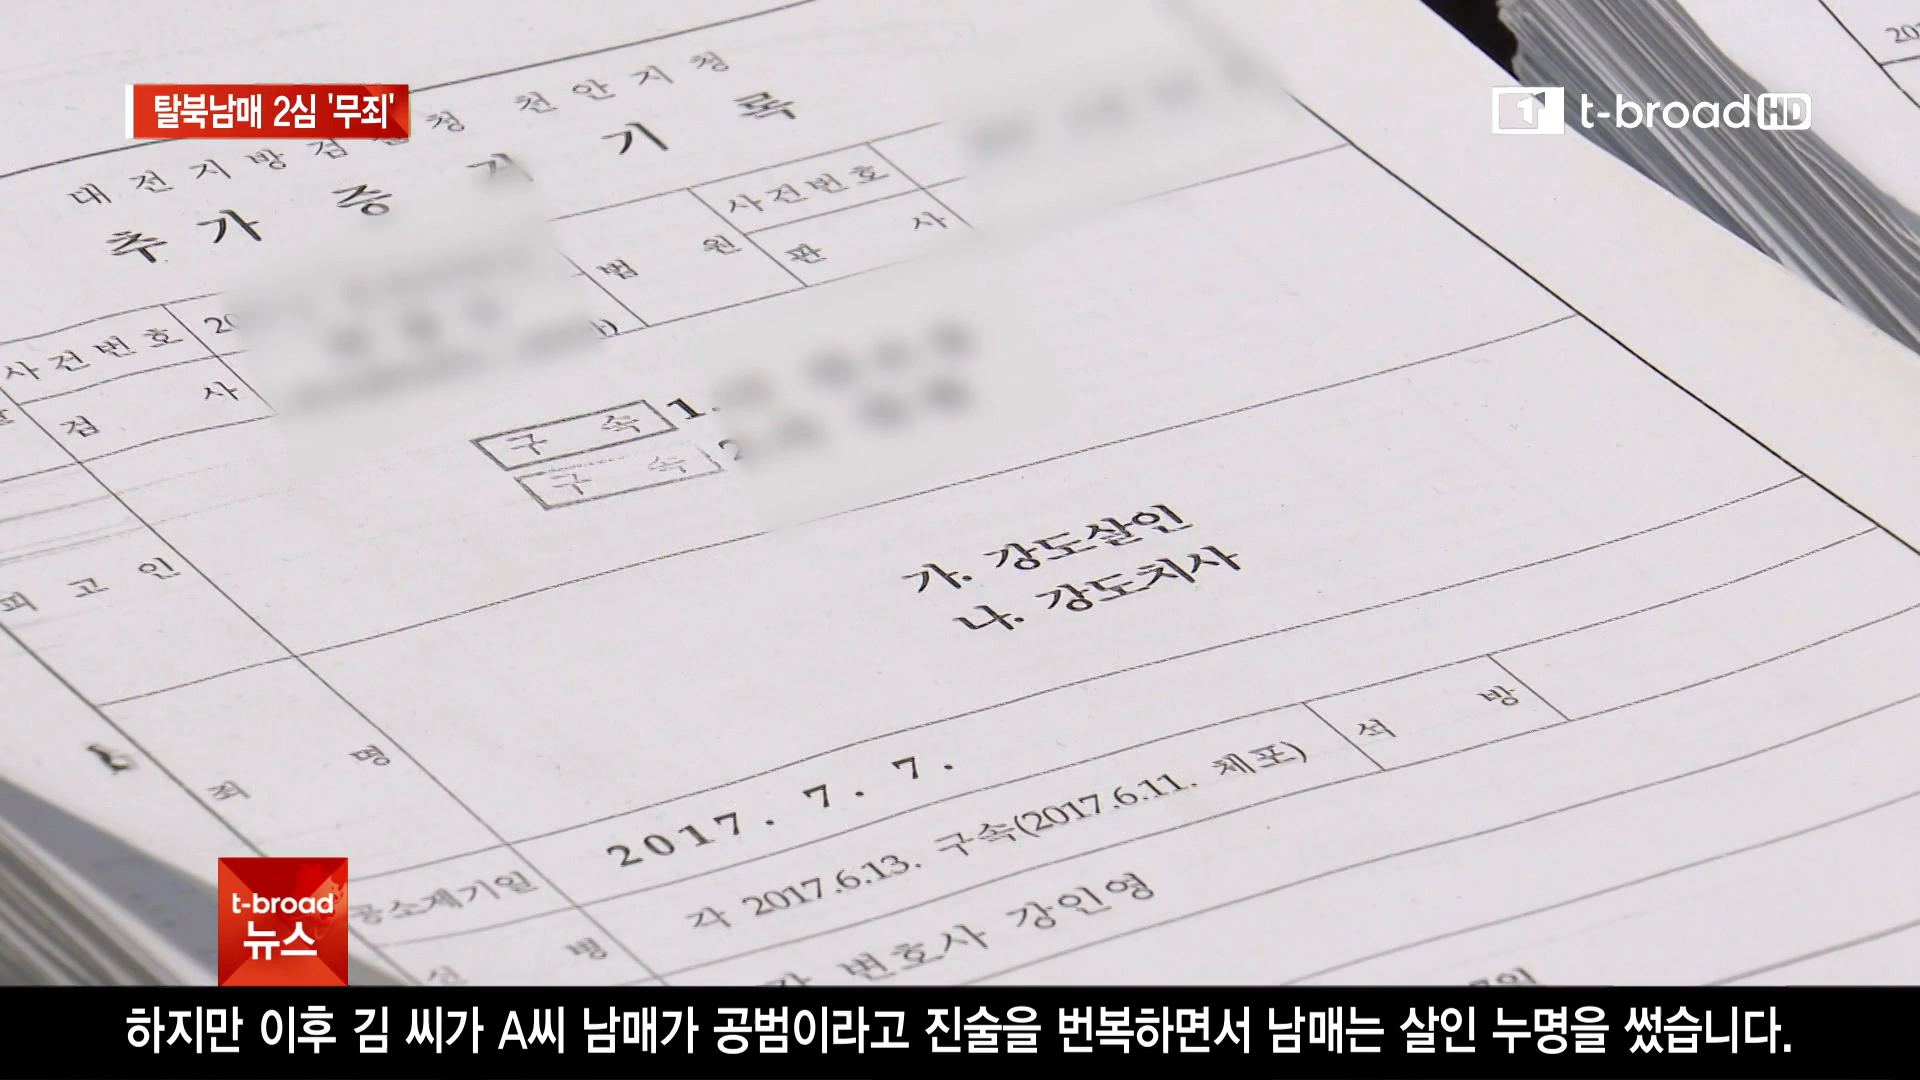 탈북남매 2심 '무죄'
1 t-broad HD
대전지방검 청 천안지청
추가증거기록
사건번호
검 사
법 원
사건번호
판 사
구 속 1.
구 속 2
피 고 인
가. 강도살인
나. 강도치사
죄 명
공소제기일
2017. 7. 7.
각 2017.6.13. 구속(2017.6.11. 체포)
석 방
변호사 강인영
t-broad
뉴스
하지만 이후 김 씨가 A씨 남매가 공범이라고 진술을 번복하면서 남매는 살인 누명을 썼습니다.